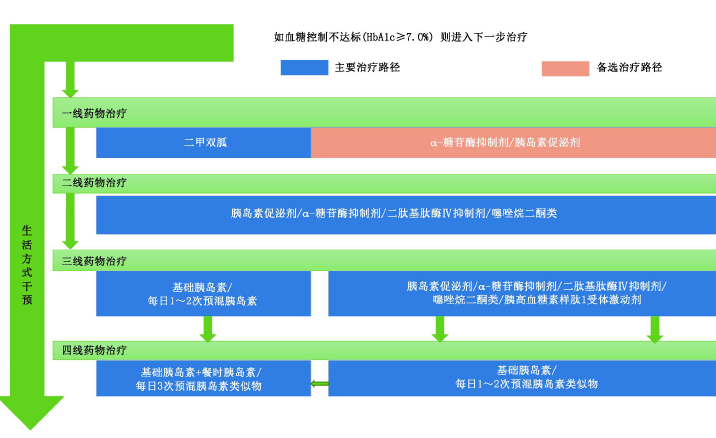 如血糖控制不达标(HbA1c≥7.0%) 则进入下一步治疗
主要治疗路径
备选治疗路径
一线药物治疗
二甲双胍
α-糖苷酶抑制剂/胰岛素促泌剂
二线药物治疗
胰岛素促泌剂/α-糖苷酶抑制剂/二肽基肽酶Ⅳ抑制剂/噻唑烷二酮类
生活方式干预
三线药物治疗
基础胰岛素/
每日1～2次预混胰岛素
胰岛素促泌剂/α-糖苷酶抑制剂/二肽基肽酶Ⅳ抑制剂/
噻唑烷二酮类/胰高血糖素样肽1受体激动剂
四线药物治疗
基础胰岛素+餐时胰岛素/
每日3次预混胰岛素类似物
基础胰岛素/
每日1～2次预混胰岛素类似物